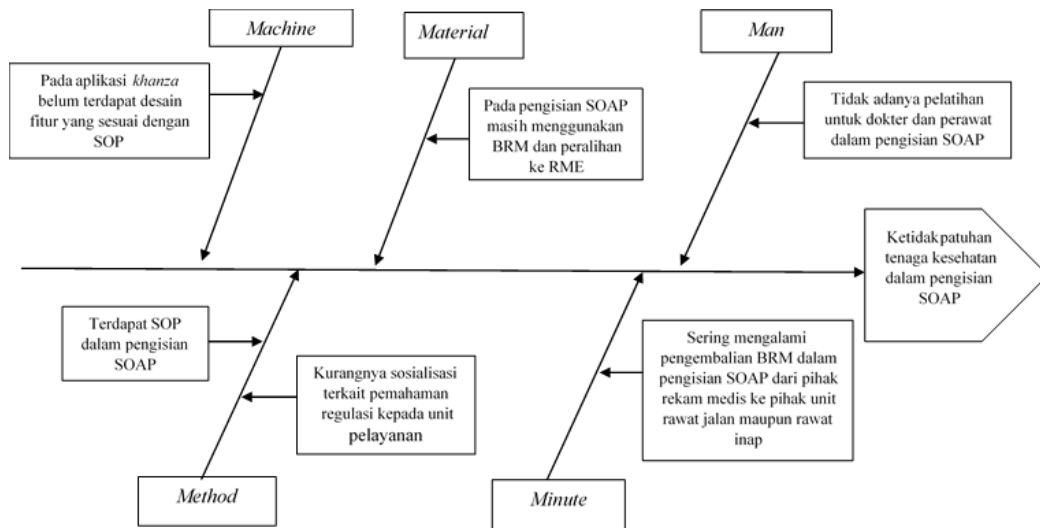 Machine
Material
Man
Pada aplikasi khanza
belum terdapat desain
fitur yang sesuai dengan
SOP
Pada pengisian SOAP
masih menggunakan
BRM dan peralihan
ke RME
Tidak adanya pelatihan
untuk dokter dan perawat
dalam pengisian SOAP
Ketidakpatuhan
tenaga kesehatan
dalam pengisian
SOAP
Terdapat SOP
dalam pengisian
SOAP
Kurangnya sosialisasi
terkait pemahaman
regulasi kepada unit
pelayanan
Sering mengalami
pengembalian BRM dalam
pengisian SOAP dari pihak
rekam medis ke pihak unit
rawat jalan maupun rawat
inap
Method
Minute